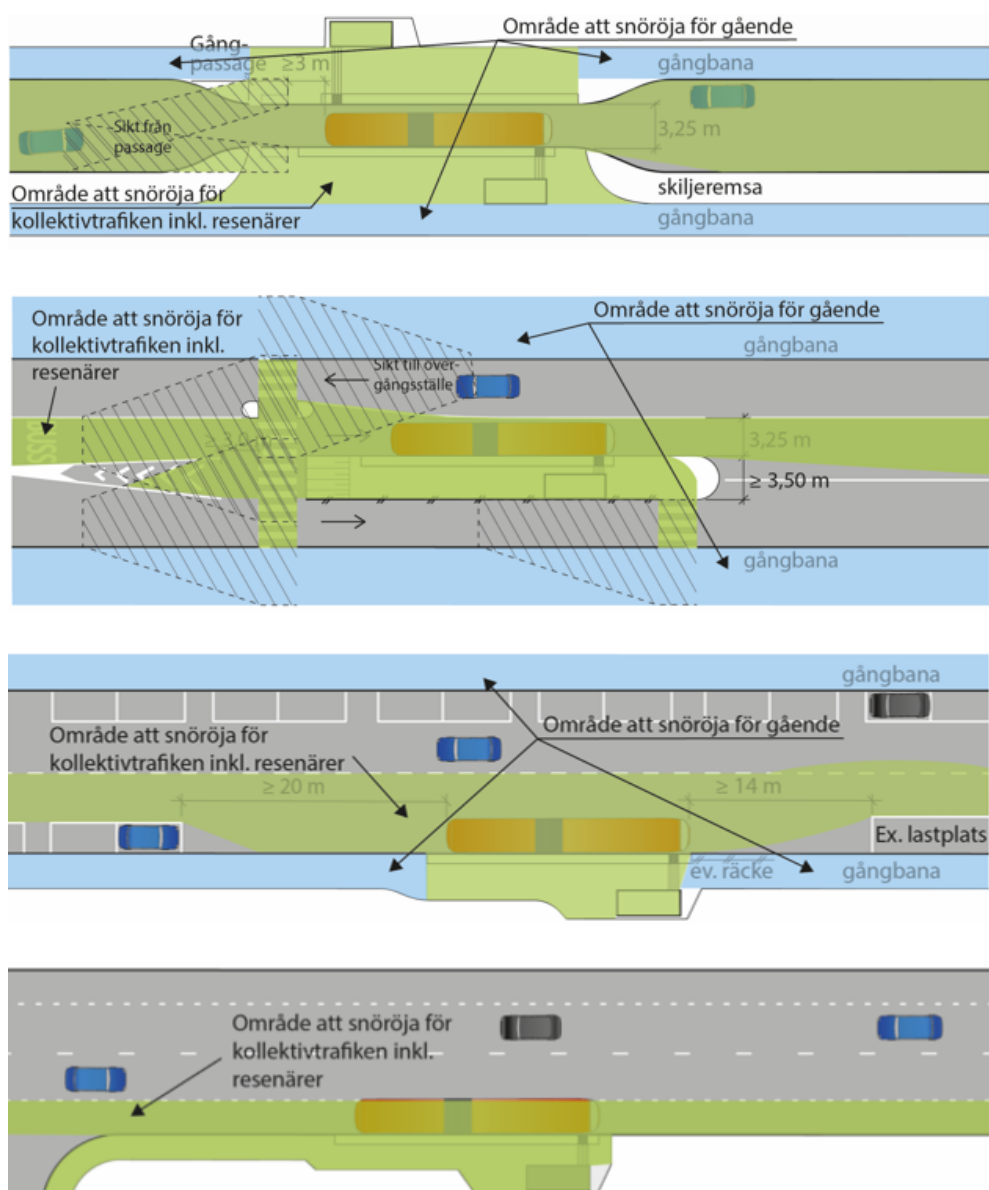 Område att snöröja för gående
Gång-
passage ≥3 m
gångbana
Sikt från
passage
3,25 m
Område att snöröja för
kollektivtrafiken inkl. resenärer
skiljeremsa
gångbana
Område att snöröja för
kollektivtrafiken inkl.
resenärer
Område att snöröja för gående
gångbana
Sikt till över-
gångsställe
BUSS
≥ 3,0 m
3,25 m
≥ 3,50 m
gångbana
gångbana
Område att snöröja för
kollektivtrafiken inkl. resenärer
Område att snöröja för gående
≥ 20 m
≥ 14 m
Ex. lastplats
ev. räcke
gångbana
Område att snöröja för
kollektivtrafiken inkl.
resenärer